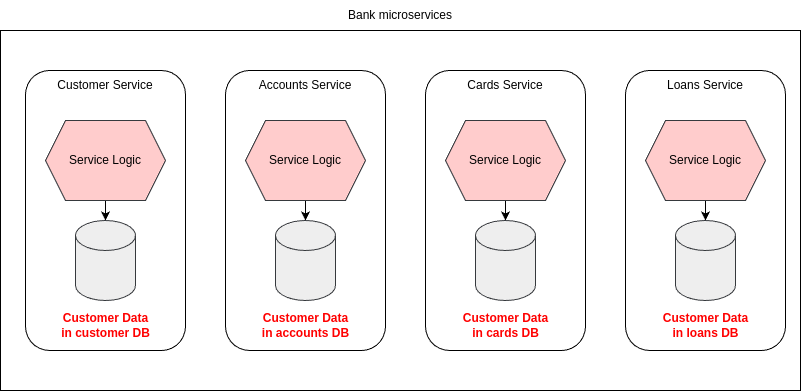 Bank microservices
Customer Service
Accounts Service
Cards Service
Loans Service
Service Logic
Service Logic
Service Logic
Service Logic
Customer Data
in customer DB
Customer Data
in accounts DB
Customer Data
in cards DB
Customer Data
in loans DB